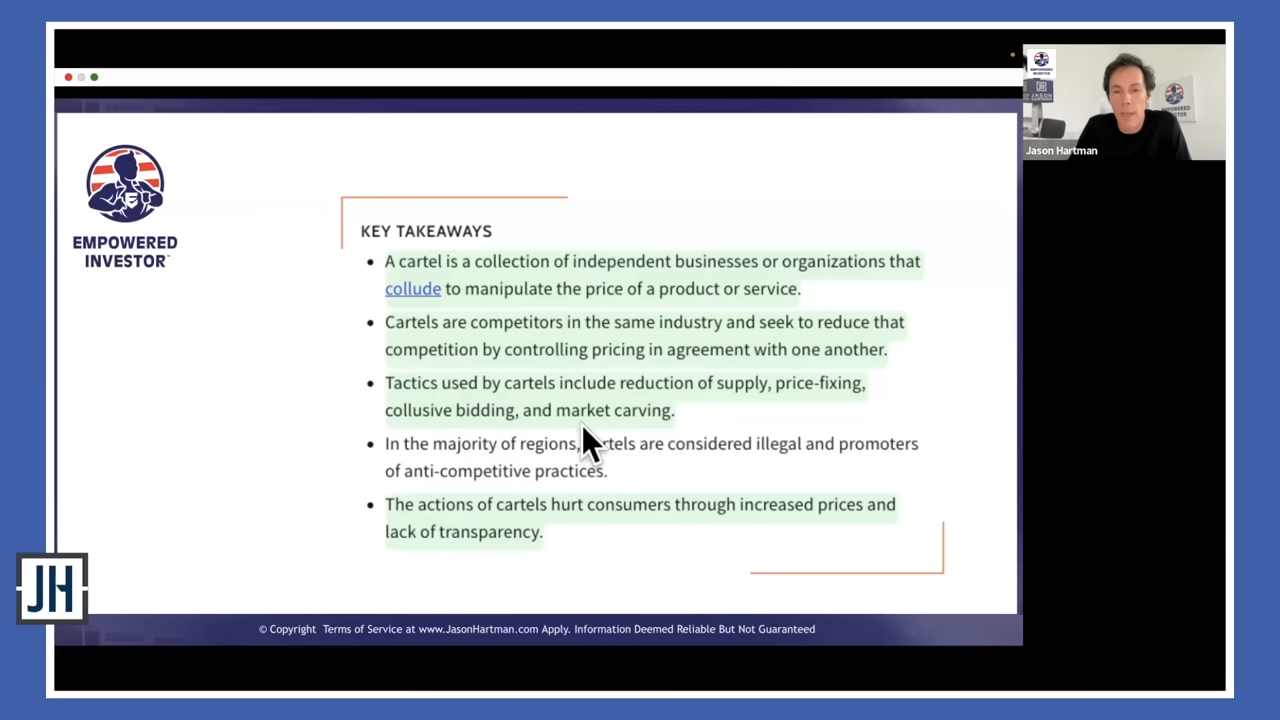 EMPOWERED
INVESTOR
KEY TAKEAWAYS
• A cartel is a collection of independent businesses or organizations that
collude to manipulate the price of a product or service.
• Cartels are competitors in the same industry and seek to reduce that
competition by controlling pricing in agreement with one another.
• Tactics used by cartels include reduction of supply, price-fixing,
collusive bidding, and market carving.
• In the majority of regions, are considered illegal and promoters
of anti-competitive practices.
• The actions of cartels hurt consumers through increased prices and
lack of transparency.
JH
© Copyright Terms of Service at www.JasonHartman.com Apply. Information Deemed Reliable But Not Guaranteed
EMPOWERED
INVESTOR
JASON
Jason Hartman